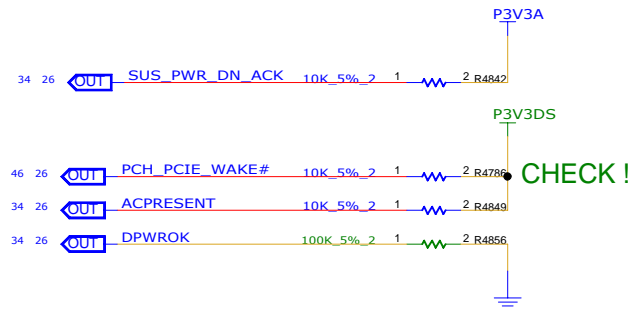 P3V3A
34 26 OUT SUS_PWR_DN_ACK 10K_5%_2 1 2 R4842
P3V3DS
46 26 OUT PCH_PCIE_WAKE# 10K_5%_2 1 2 R4786 CHECK !
34 26 OUT ACPRESENT 10K_5%_2 1 2 R4849
34 26 OUT DPWROK 100K_5%_2 1 2 R4856